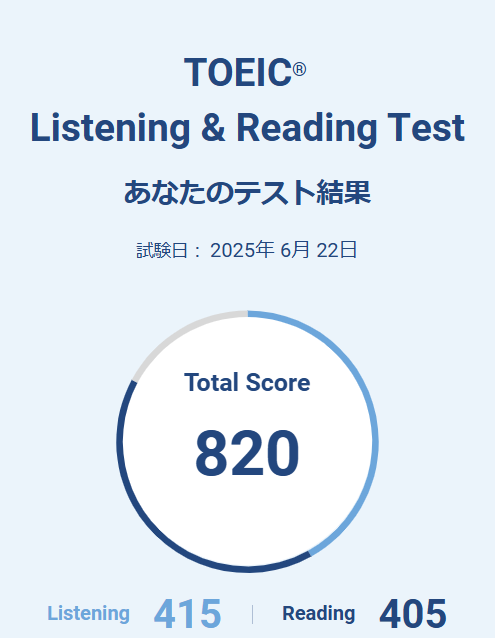 TOEIC®
Listening & Reading Test
あなたのテスト結果
試験日： 2025年 6月 22日
Total Score
820
Listening 415 | Reading 405